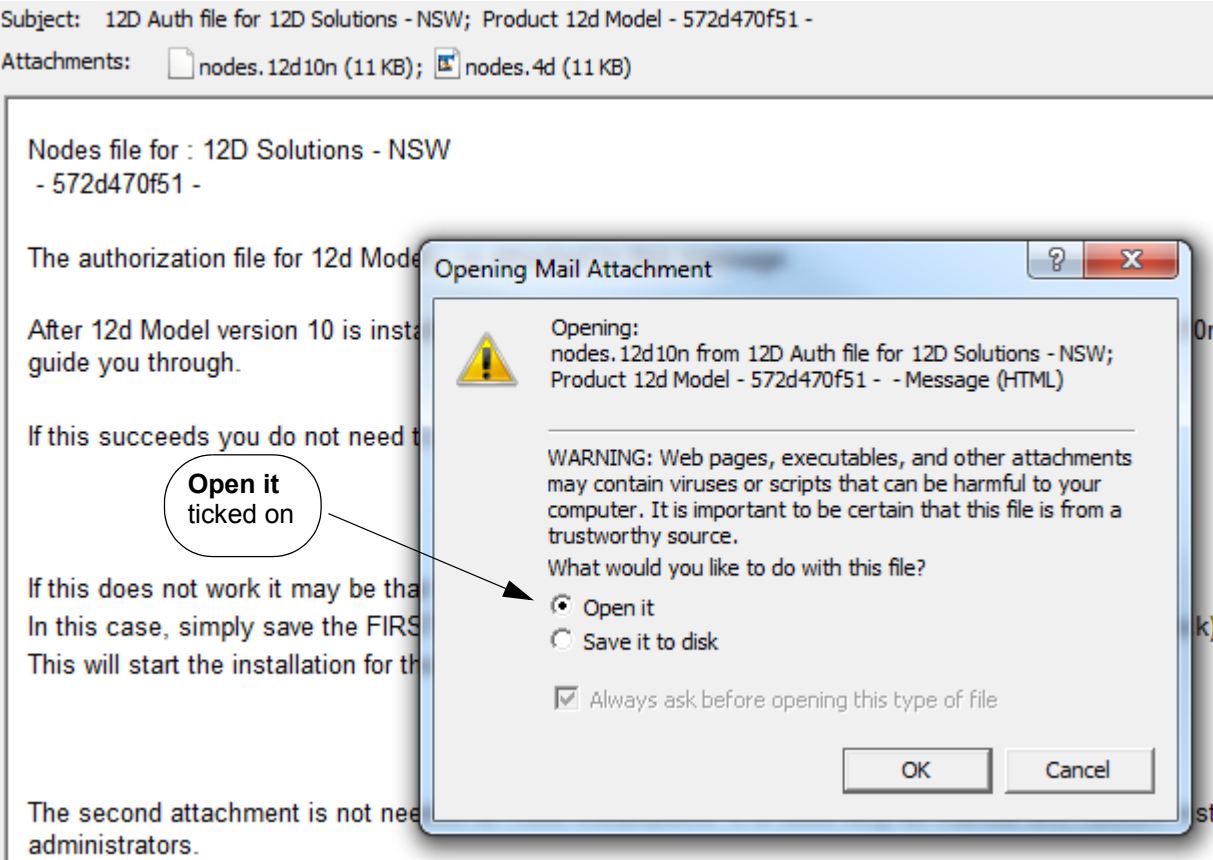 Subject: 12D Auth file for 12D Solutions - NSW; Product 12d Model - 572d470f51 -
Attachments: nodes.12d10n (11 KB); nodes.4d (11 KB)
Nodes file for : 12D Solutions - NSW
- 572d470f51 -
The authorization file for 12d Mode
After 12d Model version 10 is insta
guide you through.
If this succeeds you do not need t
Open it
ticked on
If this does not work it may be tha
In this case, simply save the FIRS
This will start the installation for th
The second attachment is not nee
administrators.
Opening Mail Attachment
Opening:
nodes.12d10n from 12D Auth file for 12D Solutions - NSW;
Product 12d Model - 572d470f51 - - Message (HTML)
WARNING: Web pages, executables, and other attachments
may contain viruses or scripts that can be harmful to your
computer. It is important to be certain that this file is from a
trustworthy source.
What would you like to do with this file?
Open it
Save it to disk
Always ask before opening this type of file
OK Cancel